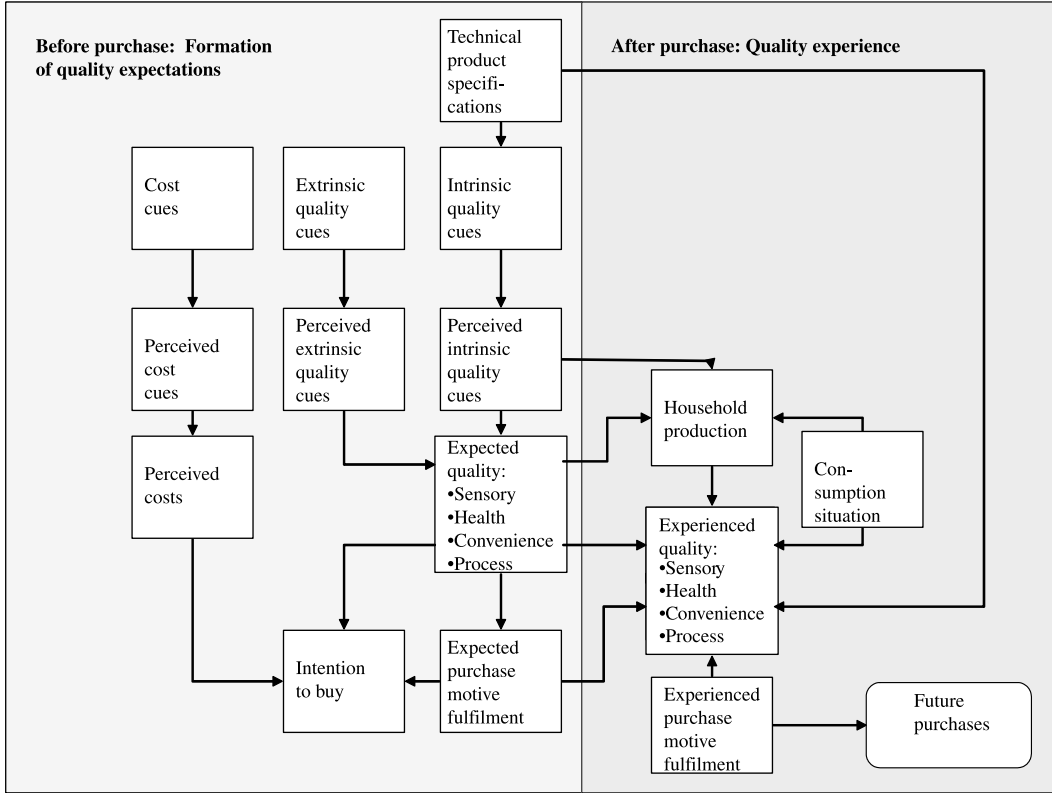 Before purchase:  Formation
of quality expectations
After purchase: Quality experience
Technical
product
specifi-
cations
Cost
cues
Extrinsic
quality
cues
Intrinsic
quality
cues
Perceived
cost
cues
Perceived
extrinsic
quality
cues
Perceived
intrinsic
quality
cues
Household
production
Perceived
costs
Expected
quality:
•Sensory
•Health
•Convenience
•Process
Con-
sumption
situation
Experienced
quality:
•Sensory
•Health
•Convenience
•Process
Intention
to buy
Expected
purchase
motive
fulfilment
Experienced
purchase
motive
fulfilment
Future
purchases